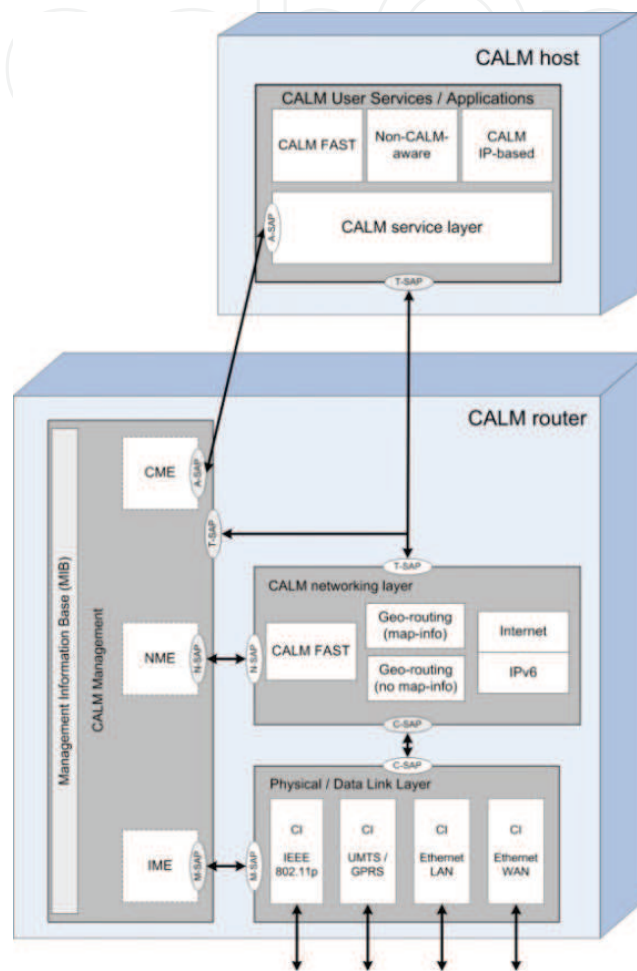 CALM host
CALM User Services / Applications
CALM FAST
Non-CALM-
aware
CALM
IP-based
CALM service layer
A-SAP
T-SAP
CALM router
Management Information Base (MIB)
CALM Management
CME
A-SAP
T-SAP
NME
N-SAP
IME
M-SAP
T-SAP
CALM networking layer
N-SAP
CALM FAST
Geo-routing
(map-info)
Geo-routing
(no map-info)
Internet
IPv6
C-SAP
C-SAP
Physical / Data Link Layer
M-SAP
CI
IEEE
802.11p
CI
UMTS /
GPRS
CI
Ethernet
LAN
CI
Ethernet
WAN